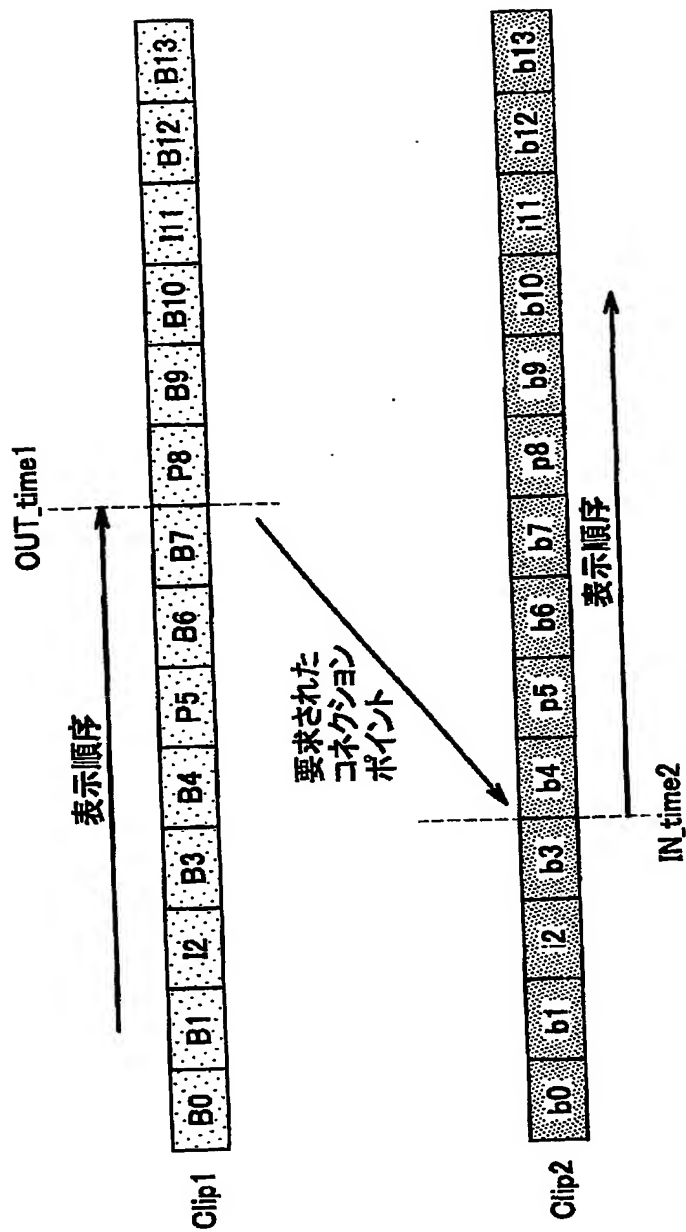 OUT_time1
表示順序
Clip1 B0 B1 I2 B3 B4 P5 B6 B7 P8 B9 B10 I11 B12 B13
要求された
コネクション
ポイント
Clip2 b0 b1 i2 b3 b4 p5 b6 b7 p8 b9 b10 i11 b12 b13
表示順序
IN_time2